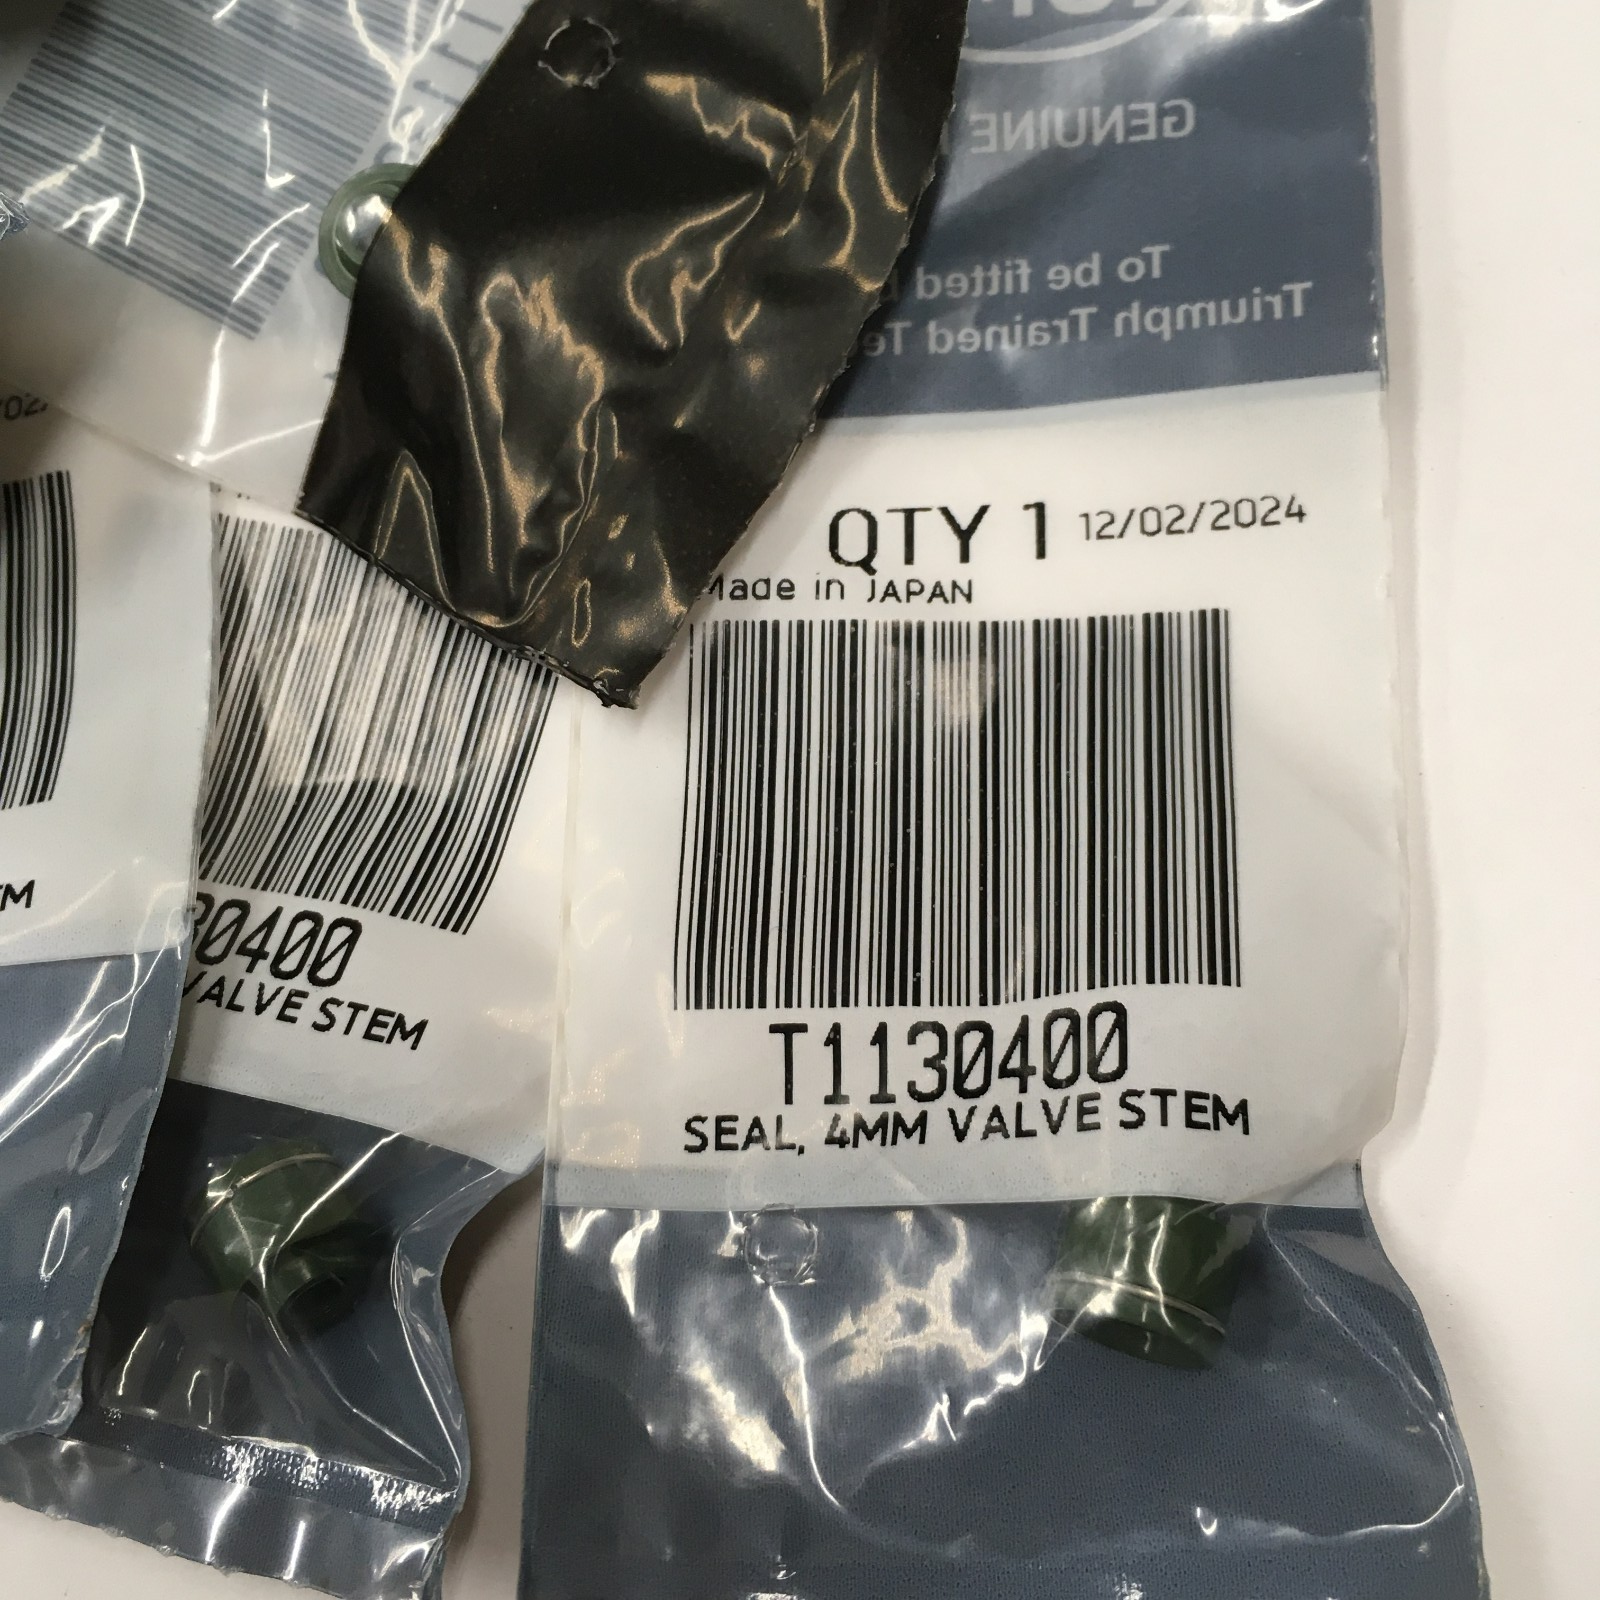 GENUINE
To be fitted
Triumph Trained Te
QTY 1 12/02/2024
Made in JAPAN
T1130400
SEAL, 4MM VALVE STEM
30400
VALVE STEM